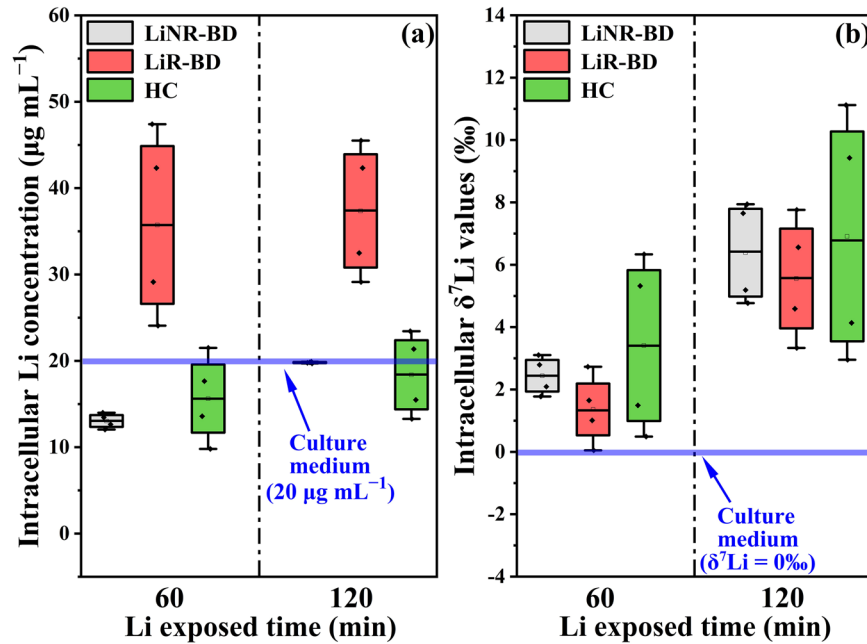 (a)
LiNR-BD
LiR-BD
HC
60
50
40
30
20
10
0
Intracellular Li concentration (μg mL⁻¹)
Culture
medium
(20 μg mL⁻¹)
60
120
Li exposed time (min)
(b)
LiNR-BD
LiR-BD
HC
16
14
12
10
8
6
4
2
0
-2
-4
Intracellular δ⁷Li values (‰)
Culture
medium
(δ⁷Li = 0‰)
60
120
Li exposed time (min)